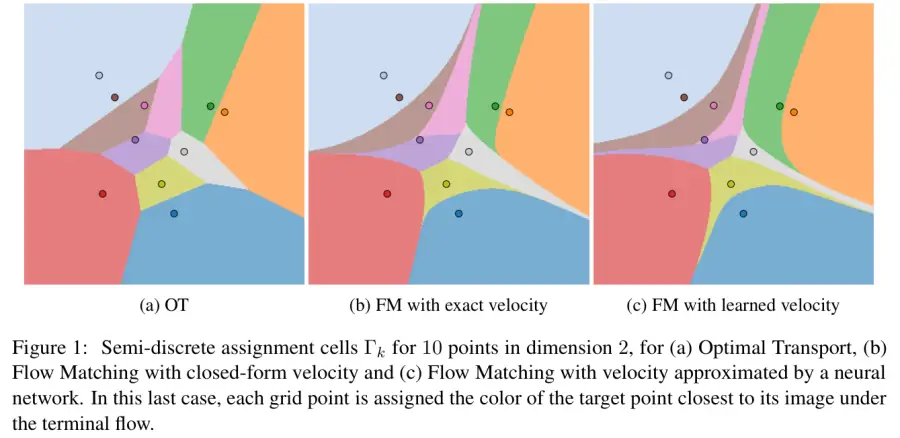 (a) OT
(b) FM with exact velocity
(c) FM with learned velocity
Figure 1: Semi-discrete assignment cells Γₖ for 10 points in dimension 2, for (a) Optimal Transport, (b)
Flow Matching with closed-form velocity and (c) Flow Matching with velocity approximated by a neural
network. In this last case, each grid point is assigned the color of the target point closest to its image under
the terminal flow.